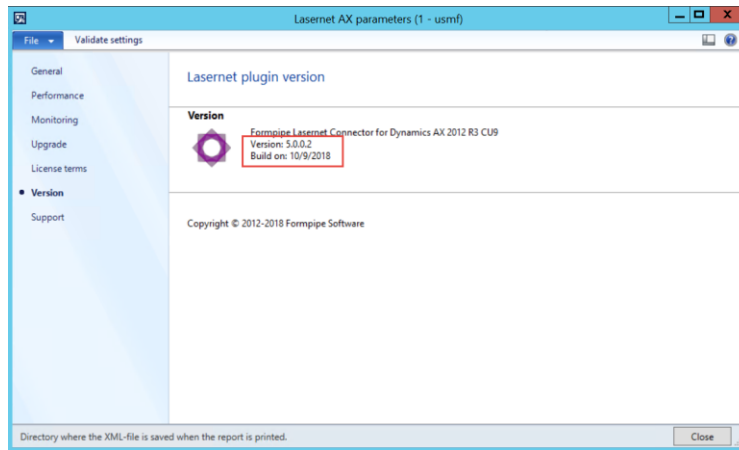 Lasernet AX parameters (1 - usmf)
File
Validate settings
General
Performance
Monitoring
Upgrade
License terms
Version
Support
Lasernet plugin version
Version
Formpipe Lasernet Connector for Dynamics AX 2012 R3 CU9
Version: 5.0.0.2
Build on: 10/9/2018
Copyright © 2012-2018 Formpipe Software
Directory where the XML-file is saved when the report is printed.
Close